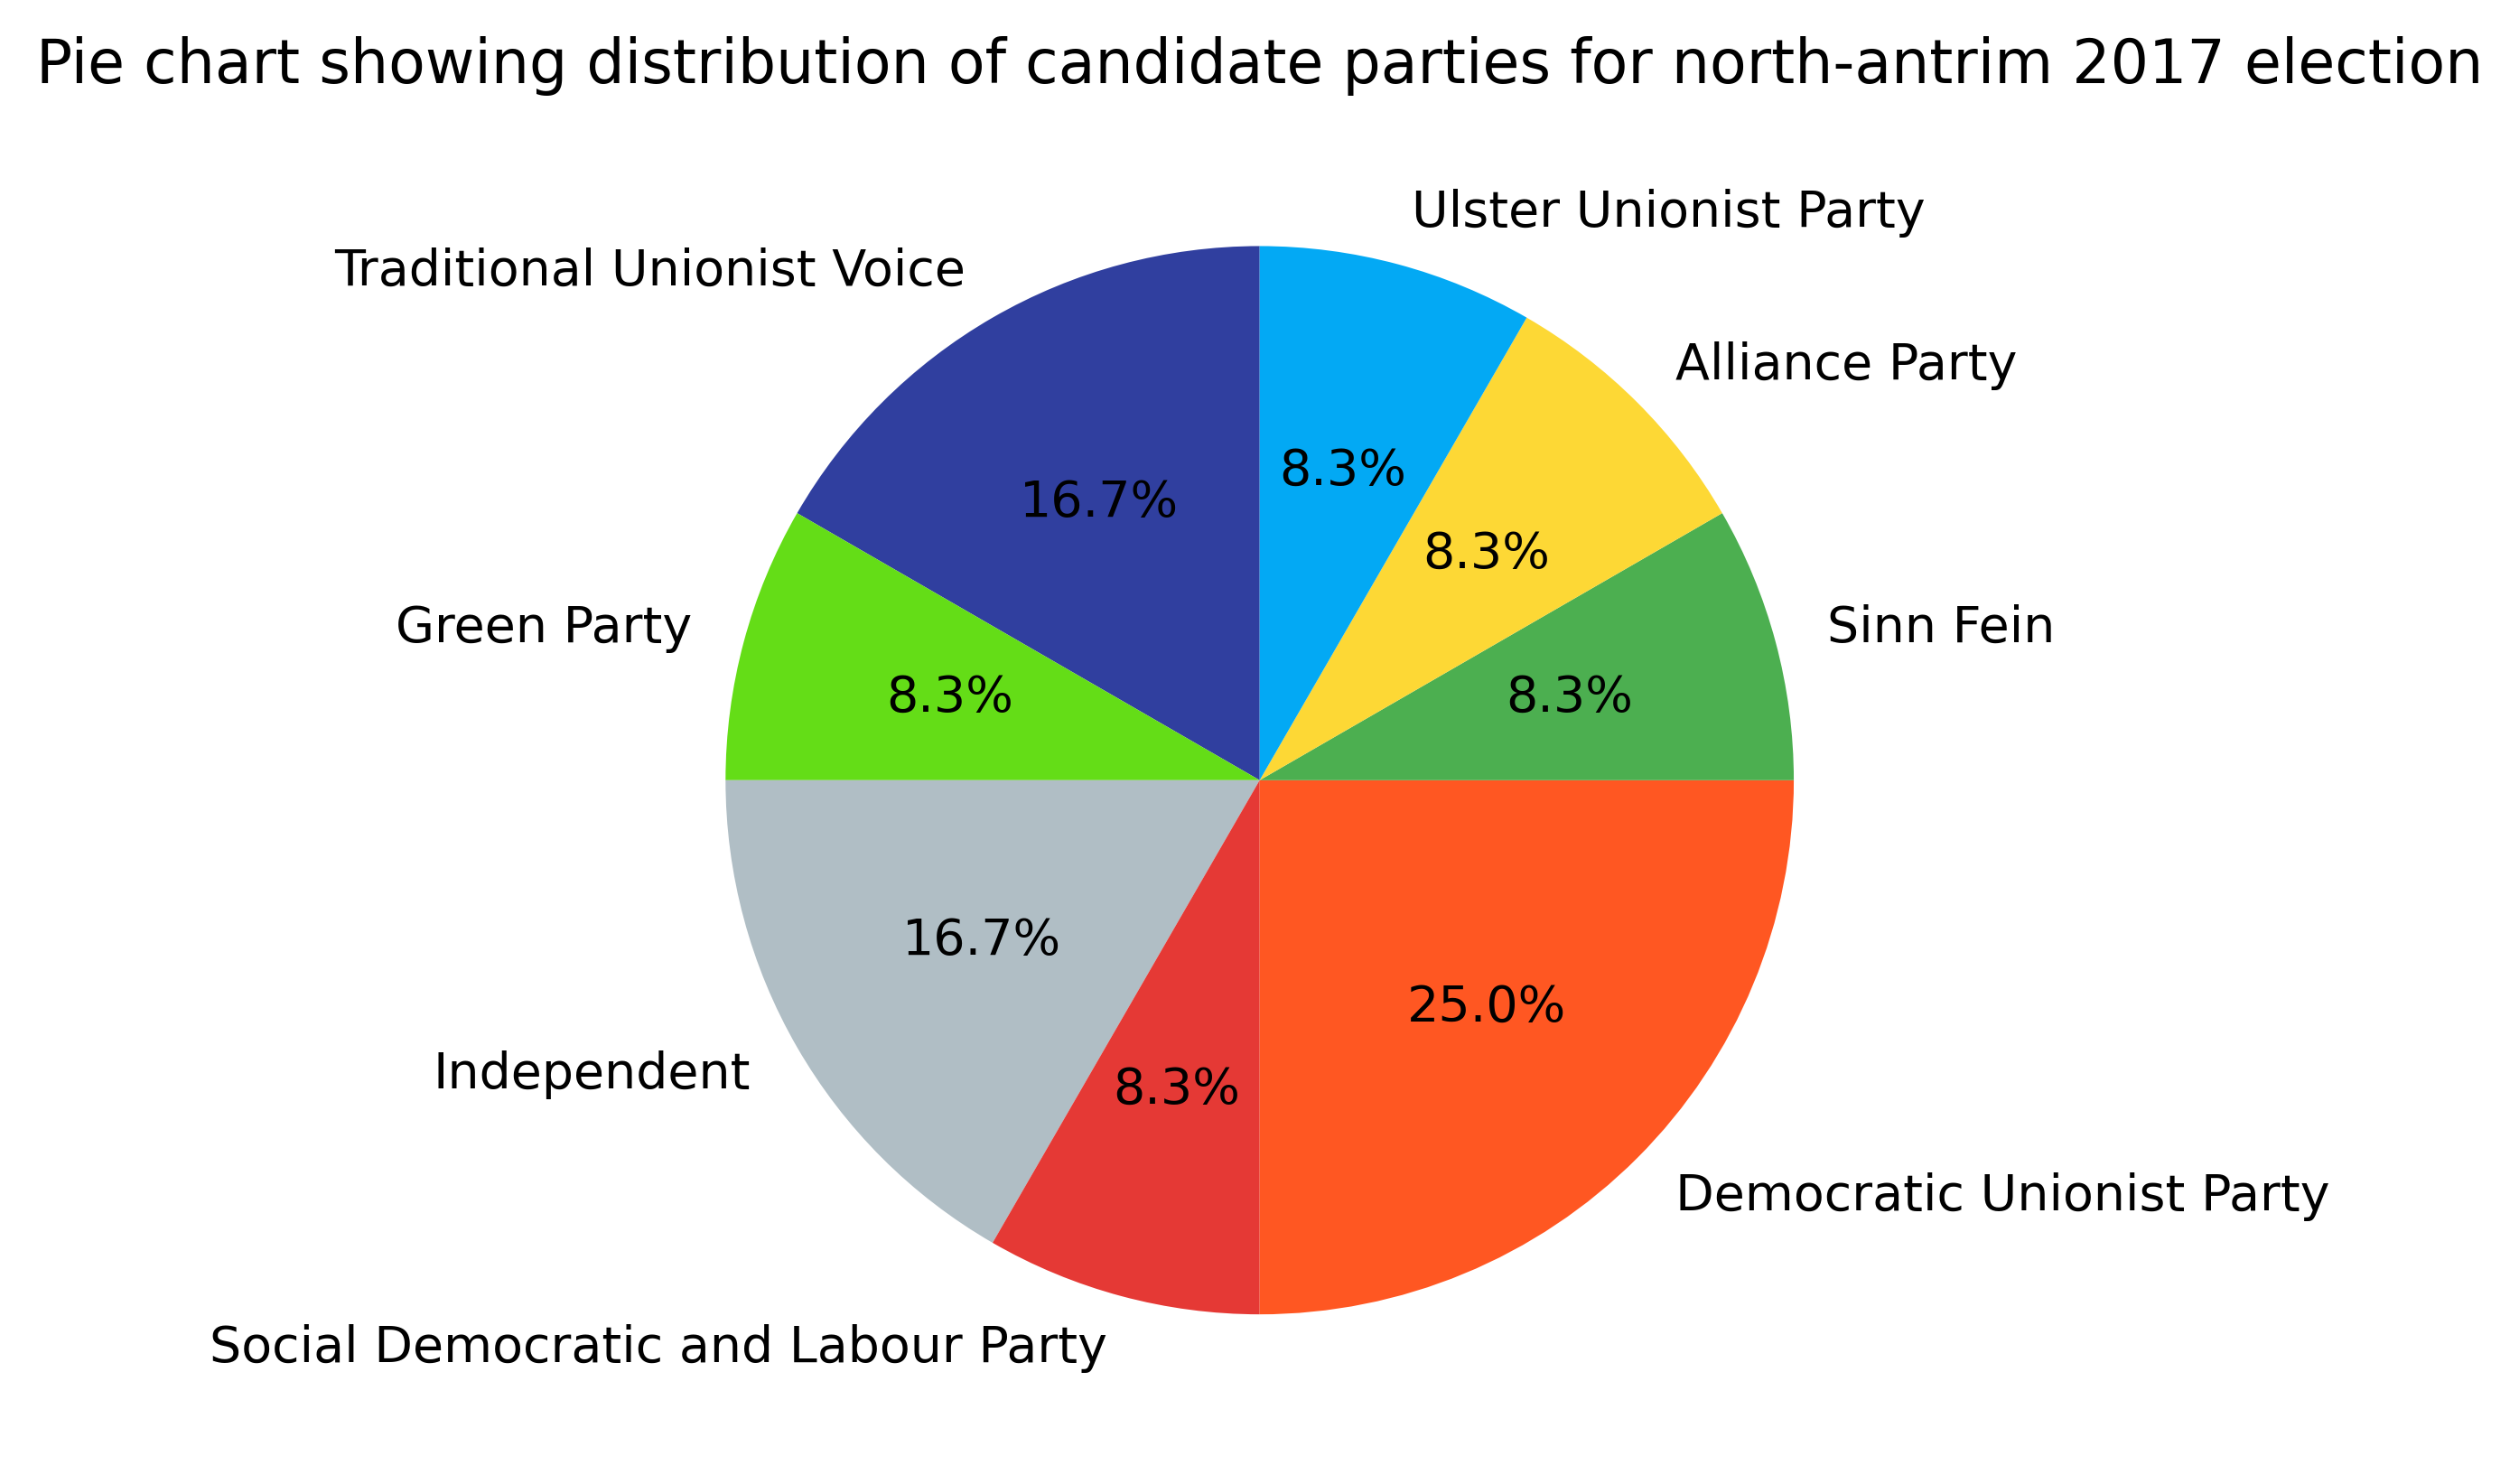 Pie chart showing distribution of candidate parties for north-antrim 2017 election
Ulster Unionist Party
Traditional Unionist Voice
Alliance Party
8.3%
16.7%
8.3%
Green Party
Sinn Fein
8.3%
8.3%
16.7%
25.0%
Independent
8.3%
Democratic Unionist Party
Social Democratic and Labour Party